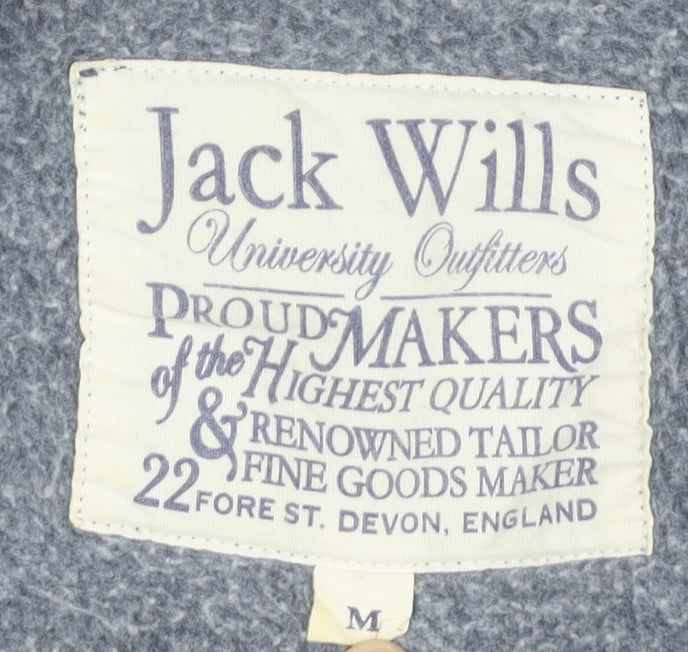 Jack Wills
University Outfitters
PROUD MAKERS
of the HIGHEST QUALITY
& RENOWNED TAILOR
FINE GOODS MAKER
22 FORE ST. DEVON, ENGLAND
M